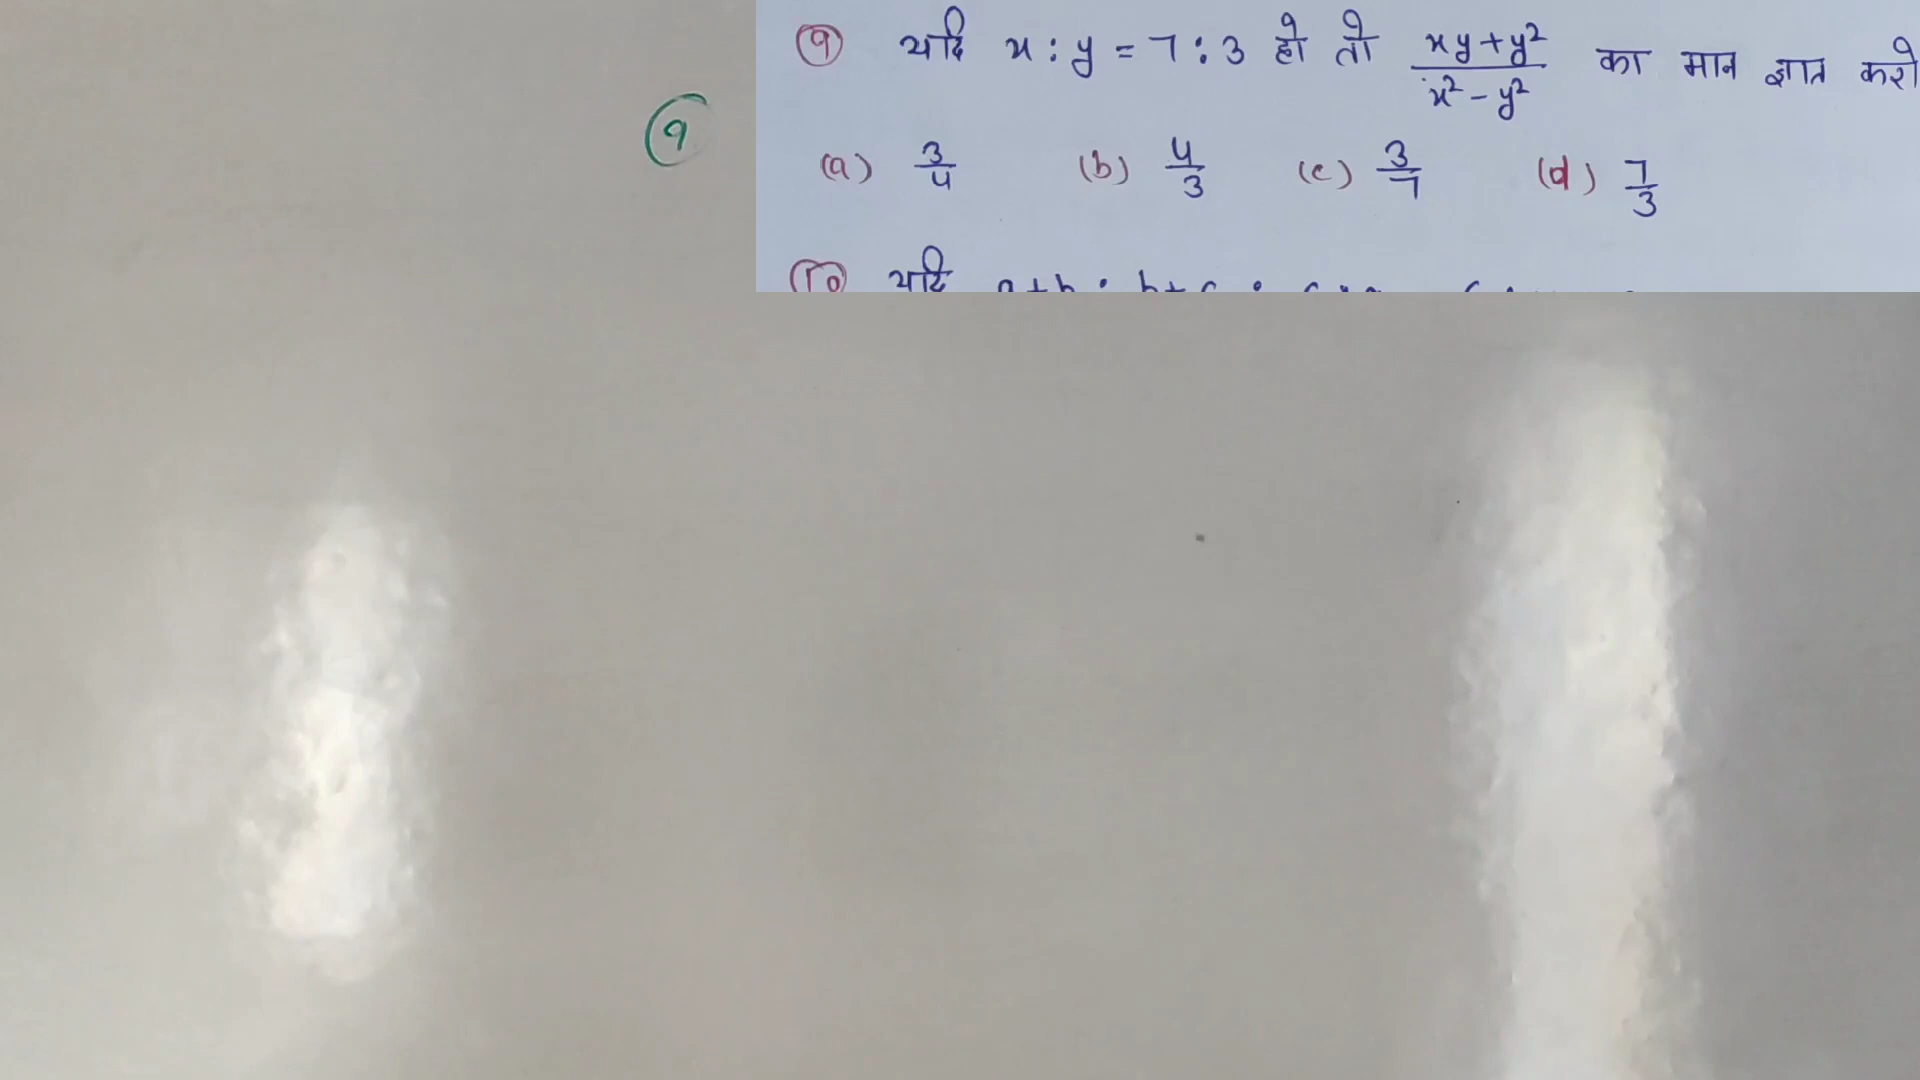 9 यदि x : y = 7 : 3 हो तो (xy+y²)/(x²-y²) का मान ज्ञात करो
9
(a) 3/4 (b) 4/3 (c) 3/7 (d) 7/3
10 यदि a+b : b+c :